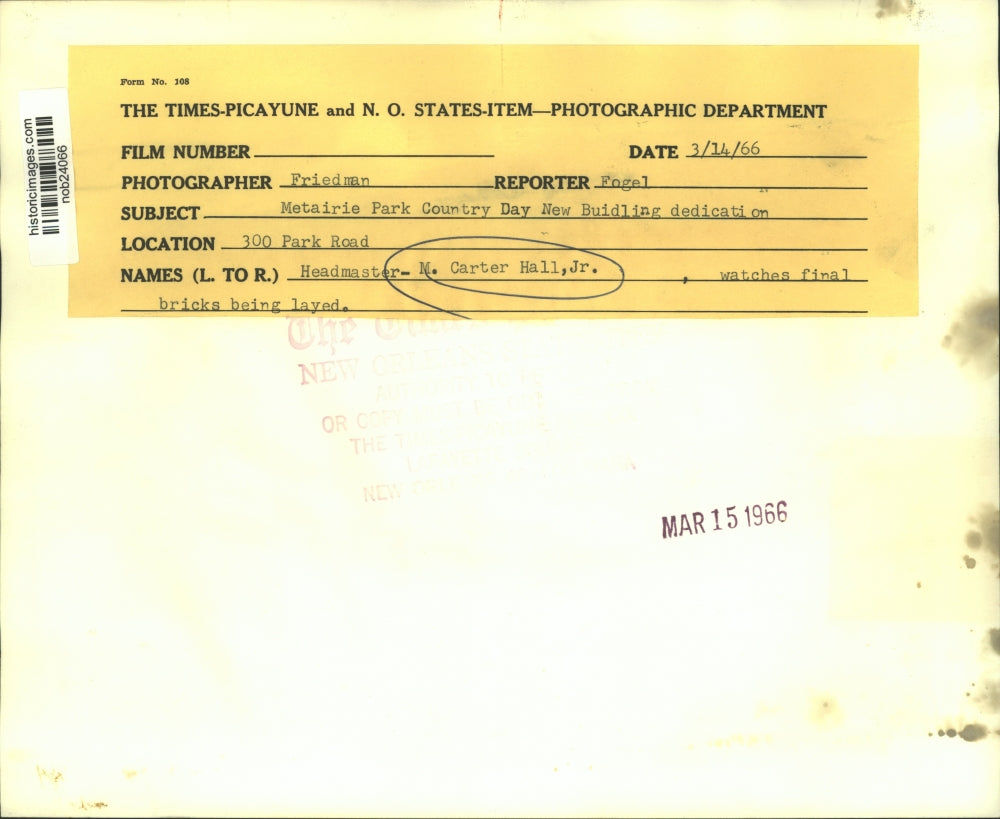 historicimages.com
nob24066
Form No. 108
THE TIMES-PICAYUNE and N. O. STATES-ITEM—PHOTOGRAPHIC DEPARTMENT
FILM NUMBER DATE 3/14/66
PHOTOGRAPHER Friedman REPORTER Fogel
SUBJECT Metairie Park Country Day New Buidling dedication
LOCATION 300 Park Road
NAMES (L. TO R.) Headmaster- M. Carter Hall,Jr. , watches final
bricks being layed.
The
NEW ORLEANS
OR COPY
THE
NEW
MAR 15 1966